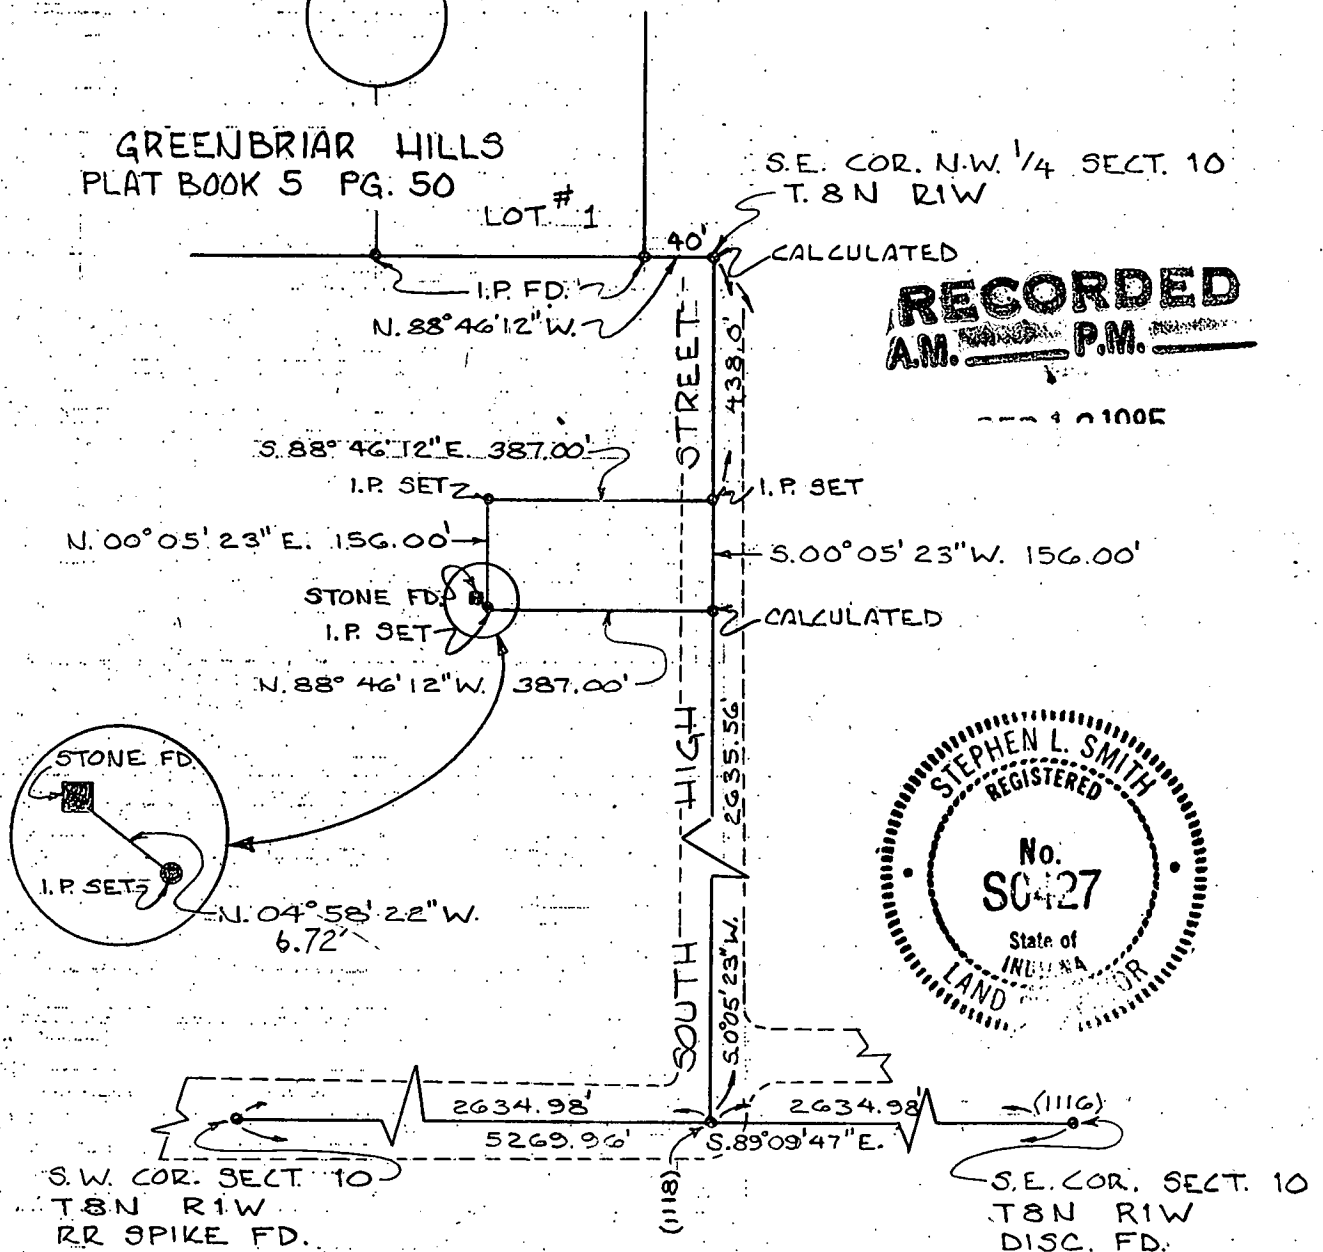 GREENBRIAR HILLS
PLAT BOOK 5 PG. 50
LOT #1
S.E. COR. N.W. 1/4 SECT. 10
T. 8 N R1W
40'
CALCULATED
I.P. FD.
N. 88° 46' 12" W.
RECORDED
A.M. P.M.
438.0'
STREET
S. 88° 46' 12" E. 387.00'
I.P. SET
I.P. SET
N. 00° 05' 23" E. 156.00'
S. 00° 05' 23" W. 156.00'
STONE FD.
I.P. SET
CALCULATED
N. 88° 46' 12" W. 387.00'
HIGH
2635.56'
STONE FD.
I.P. SET
N. 04° 58' 22" W.
6.72'
STEPHEN L. SMITH
REGISTERED
No.
State of
INDIANA
LAND
SOUTH
S.0°05'23"W.
2634.98'
2634.98'
(1116)
5269.96'
S.89°09'47"E.
(1118)
S.W. COR. SECT. 10
T8N R1W
RR SPIKE FD.
S.E. COR. SECT. 10
T8N R1W
DISC. FD.